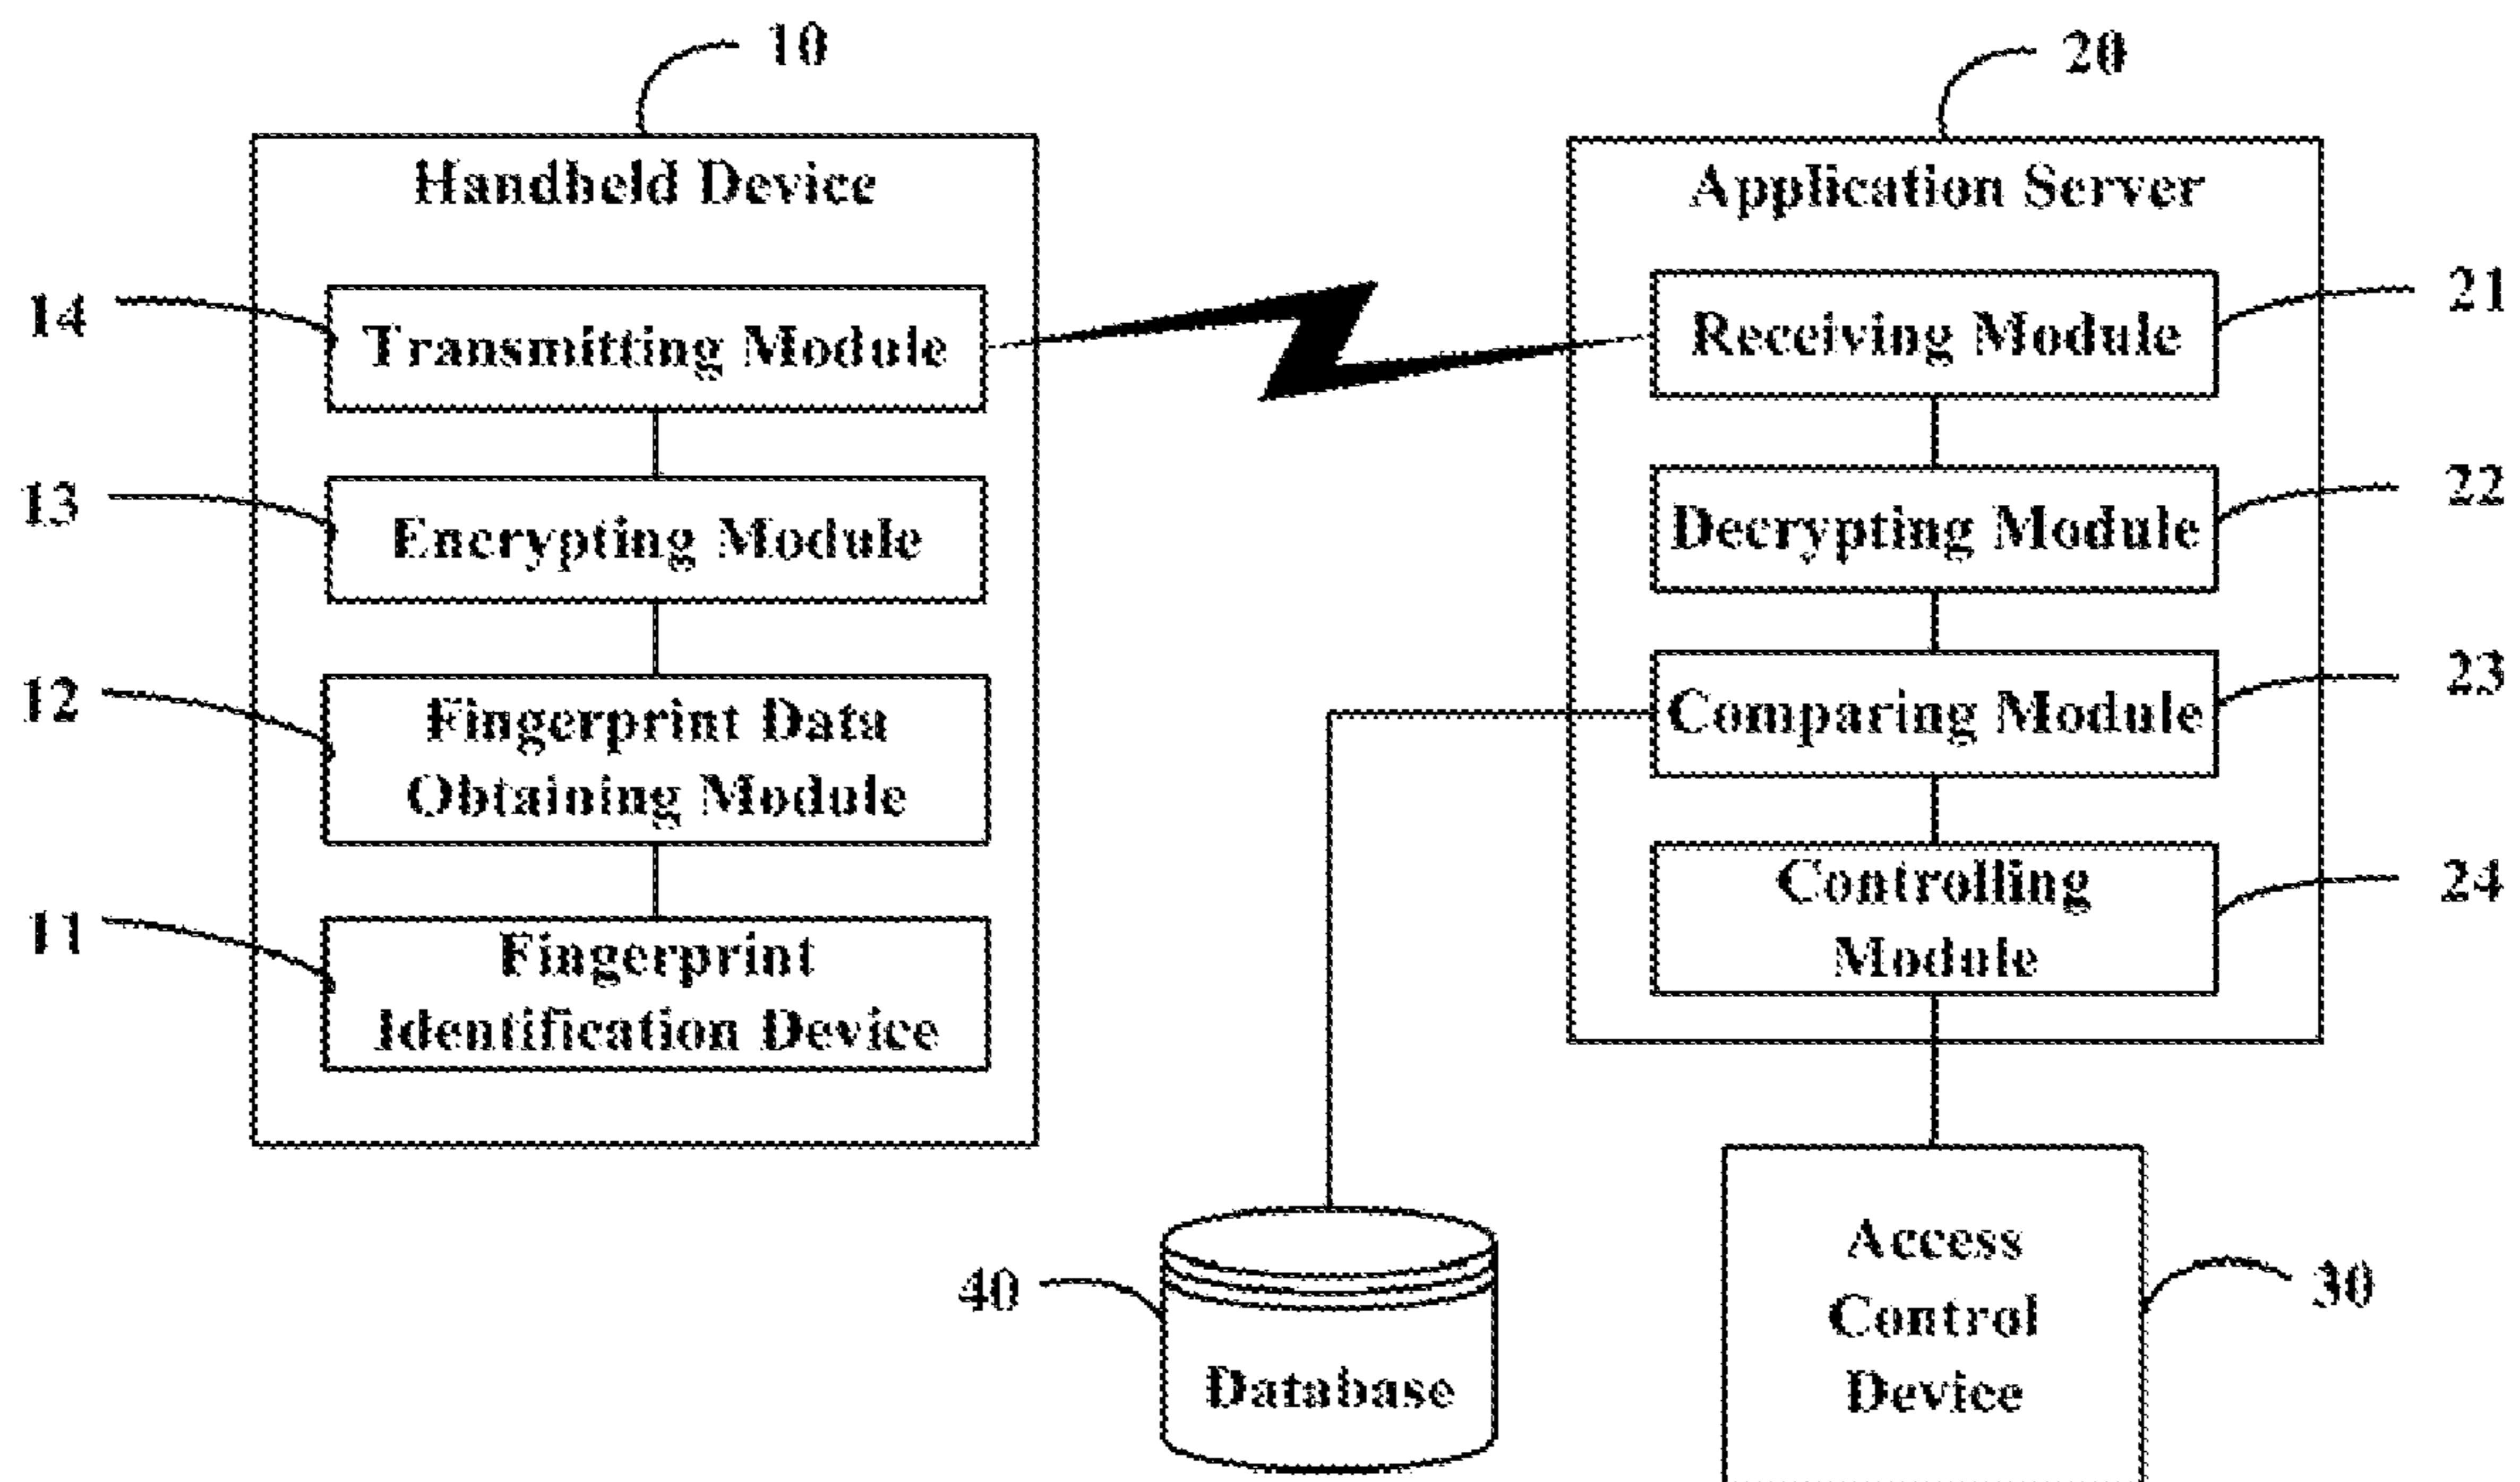 10
Handheld Device
14
Transmitting Module
13
Encrypting Module
12
Fingerprint Data
Obtaining Module
11
Fingerprint
Identification Device
20
Application Server
Receiving Module
21
Decrypting Module
22
Comparing Module
23
Controlling
Module
24
40
Database
Access
Control
Device
30